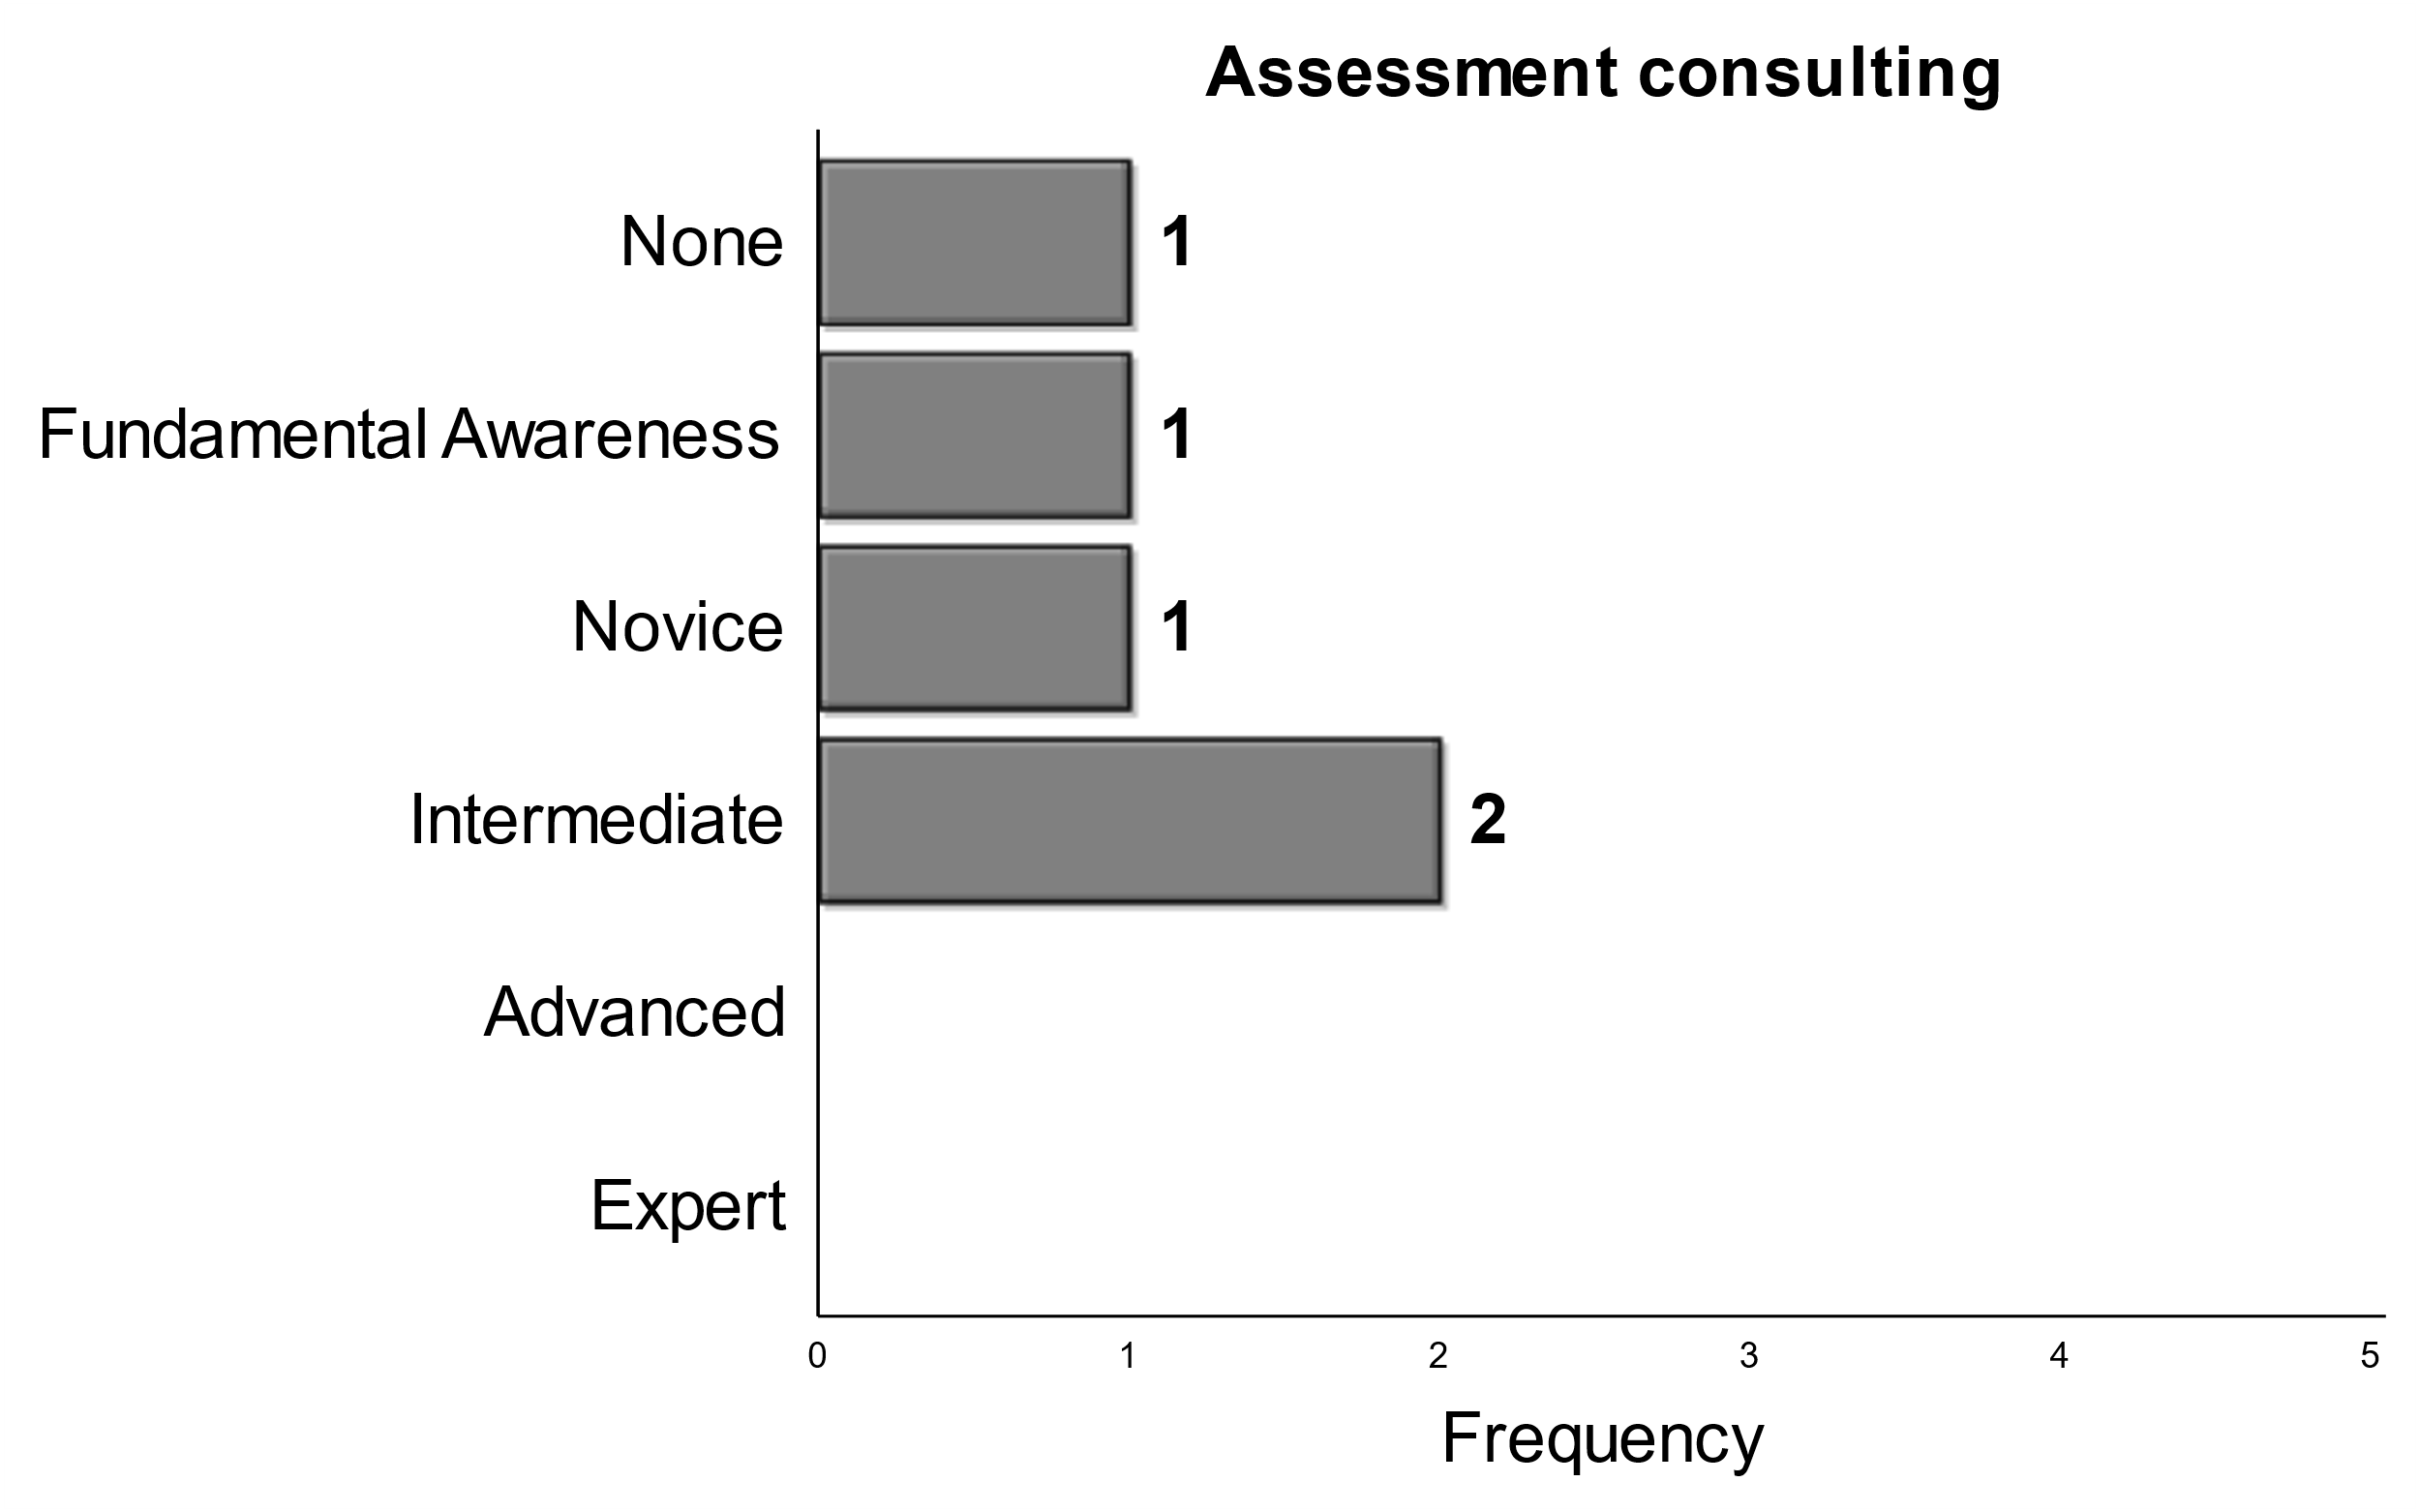 Assessment consulting
None 1
Fundamental Awareness 1
Novice 1
Intermediate 2
Advanced
Expert
0 1 2 3 4 5
Frequency